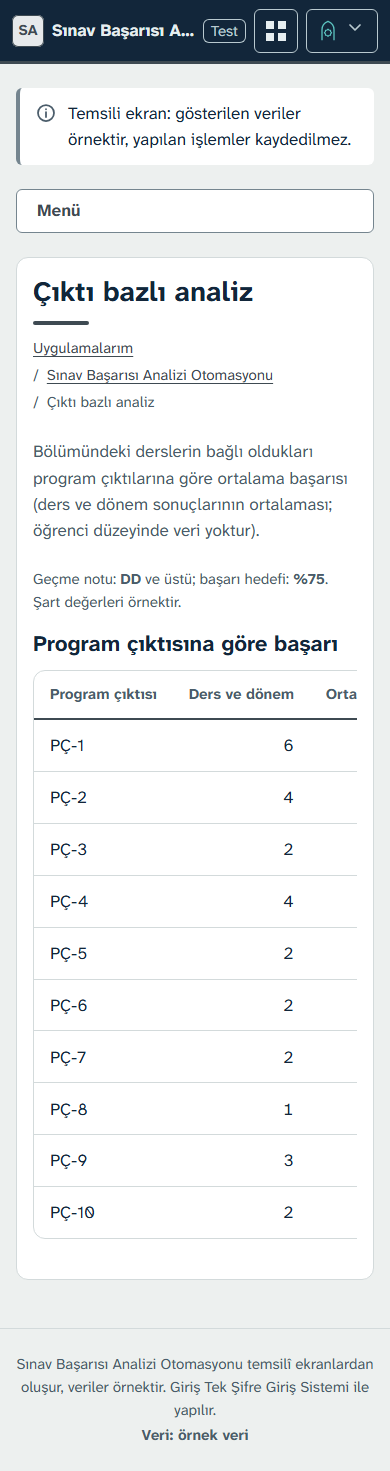 SA Sınav Başarısı A... Test
Temsili ekran: gösterilen veriler
örnektir, yapılan işlemler kaydedilmez.
Menü
Çıktı bazlı analiz
Uygulamalarım
/ Sınav Başarısı Analizi Otomasyonu
/ Çıktı bazlı analiz
Bölümündeki derslerin bağlı oldukları
program çıktılarına göre ortalama başarısı
(ders ve dönem sonuçlarının ortalaması;
öğrenci düzeyinde veri yoktur).
Geçme notu: DD ve üstü; başarı hedefi: %75.
Şart değerleri örnektir.
Program çıktısına göre başarı
Program çıktısı Ders ve dönem Orta
PÇ-1 6
PÇ-2 4
PÇ-3 2
PÇ-4 4
PÇ-5 2
PÇ-6 2
PÇ-7 2
PÇ-8 1
PÇ-9 3
PÇ-10 2
Sınav Başarısı Analizi Otomasyonu temsilî ekranlardan
oluşur, veriler örnektir. Giriş Tek Şifre Giriş Sistemi ile
yapılır.
Veri: örnek veri